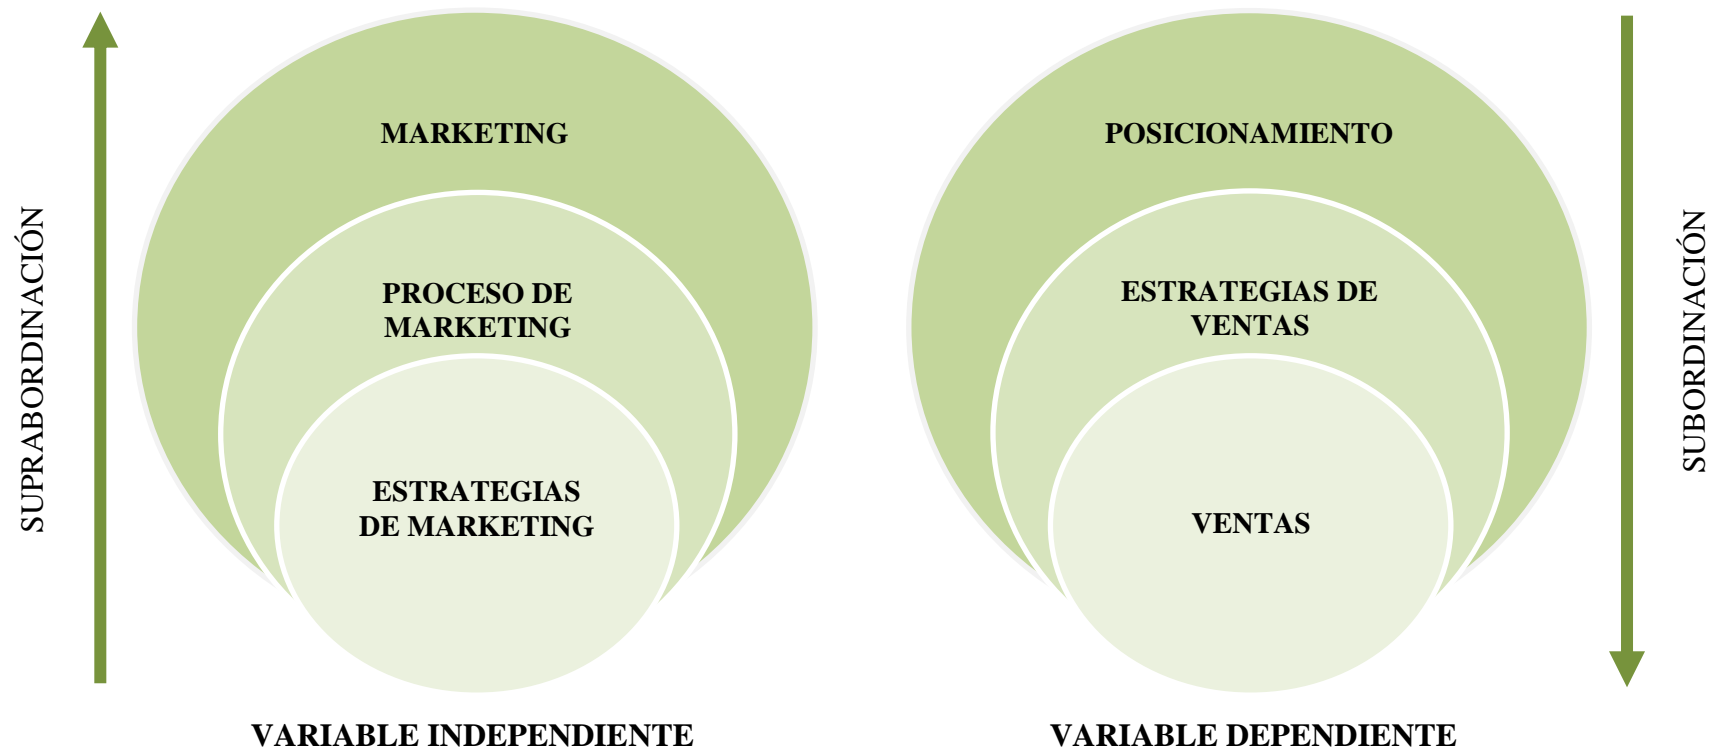 SUPRABORDINACIÓN
MARKETING
PROCESO DE
MARKETING
ESTRATEGIAS
DE MARKETING
VARIABLE INDEPENDIENTE
POSICIONAMIENTO
ESTRATEGIAS DE
VENTAS
VENTAS
VARIABLE DEPENDIENTE
SUBORDINACIÓN